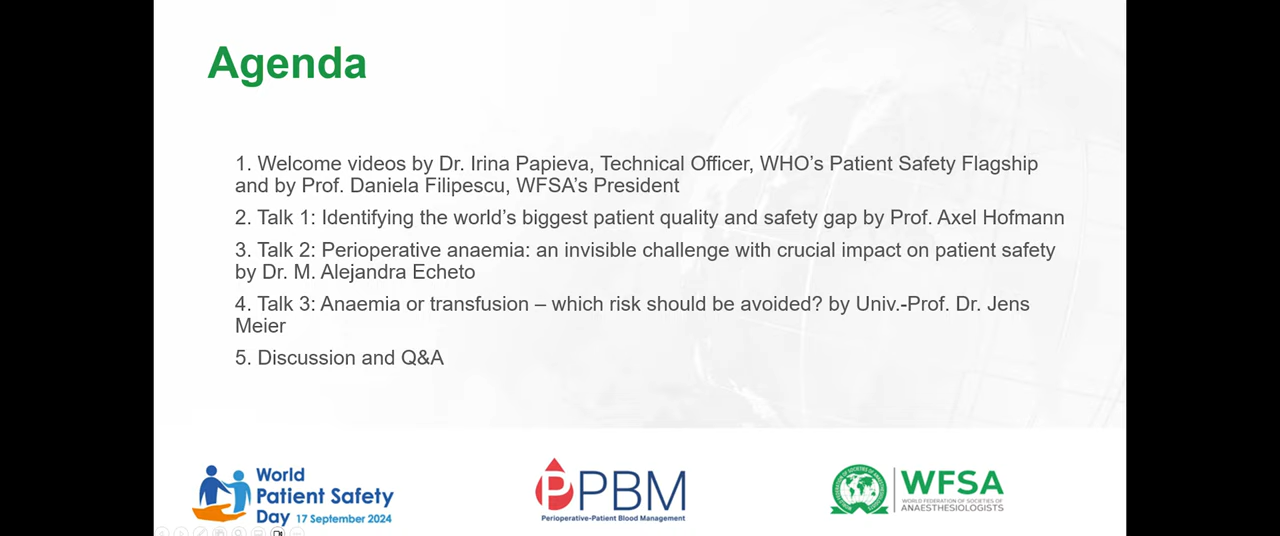 Agenda
1. Welcome videos by Dr. Irina Papieva, Technical Officer, WHO’s Patient Safety Flagship
and by Prof. Daniela Filipescu, WFSA’s President
2. Talk 1: Identifying the world’s biggest patient quality and safety gap by Prof. Axel Hofmann
3. Talk 2: Perioperative anaemia: an invisible challenge with crucial impact on patient safety
by Dr. M. Alejandra Echeto
4. Talk 3: Anaemia or transfusion – which risk should be avoided? by Univ.-Prof. Dr. Jens
Meier
5. Discussion and Q&A
World
Patient Safety
Day 17 September 2024
PPBM
Perioperative-Patient Blood Management
WFSA
WORLD FEDERATION OF SOCIETIES OF
ANAESTHESIOLOGISTS